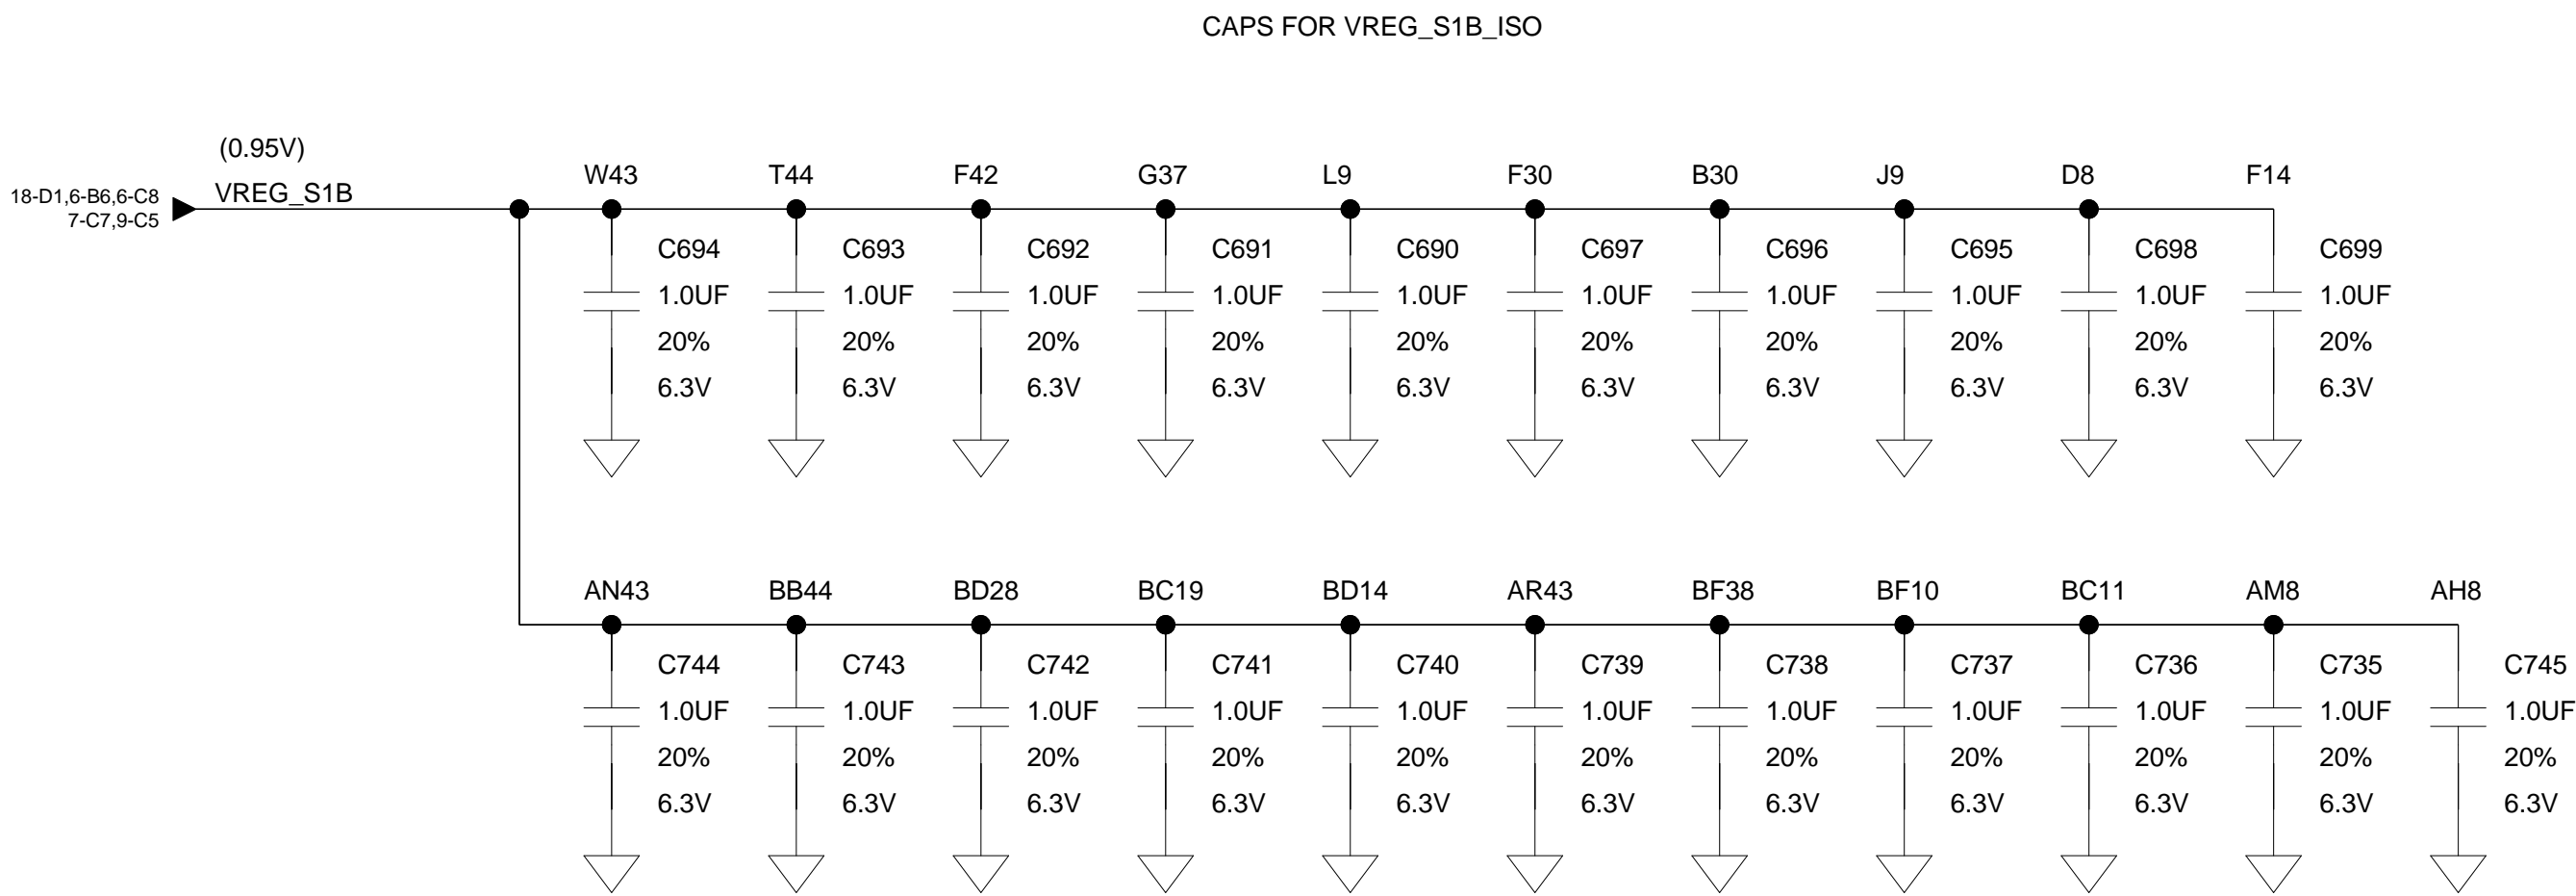 CAPS FOR VREG_S1B_ISO
(0.95V)
18-D1,6-B6,6-C8
7-C7,9-C5
VREG_S1B
W43 T44 F42 G37 L9 F30 B30 J9 D8 F14
C694 C693 C692 C691 C690 C697 C696 C695 C698 C699
1.0UF 1.0UF 1.0UF 1.0UF 1.0UF 1.0UF 1.0UF 1.0UF 1.0UF 1.0UF
20% 20% 20% 20% 20% 20% 20% 20% 20% 20%
6.3V 6.3V 6.3V 6.3V 6.3V 6.3V 6.3V 6.3V 6.3V 6.3V
AN43 BB44 BD28 BC19 BD14 AR43 BF38 BF10 BC11 AM8 AH8
C744 C743 C742 C741 C740 C739 C738 C737 C736 C735 C745
1.0UF 1.0UF 1.0UF 1.0UF 1.0UF 1.0UF 1.0UF 1.0UF 1.0UF 1.0UF 1.0UF
20% 20% 20% 20% 20% 20% 20% 20% 20% 20% 20%
6.3V 6.3V 6.3V 6.3V 6.3V 6.3V 6.3V 6.3V 6.3V 6.3V 6.3V